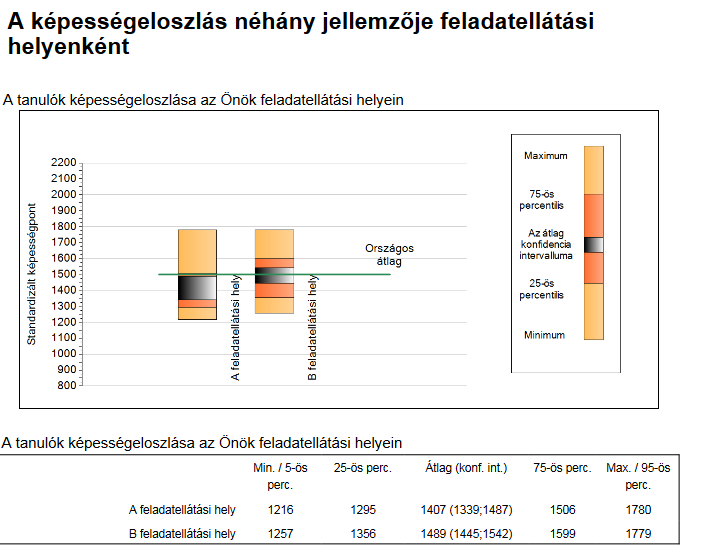 A képességeloszlás néhány jellemzője feladatellátási
helyenként
A tanulók képességeloszlása az Önök feladatellátási helyein
Standardizált képességpont
2200
2100
2000
1900
1800
1700
1600
1500
1400
1300
1200
1100
1000
900
800
A feladatellátási hely
B feladatellátási hely
Országos
átlag
Maximum
75-ös
percentilis
Az átlag
konfidencia
intervalluma
25-ös
percentilis
Minimum
A tanulók képességeloszlása az Önök feladatellátási helyein
Min. / 5-ös perc. 25-ös perc. Átlag (konf. int.) 75-ös perc. Max. / 95-ös perc.
A feladatellátási hely 1216 1295 1407 (1339;1487) 1506 1780
B feladatellátási hely 1257 1356 1489 (1445;1542) 1599 1779